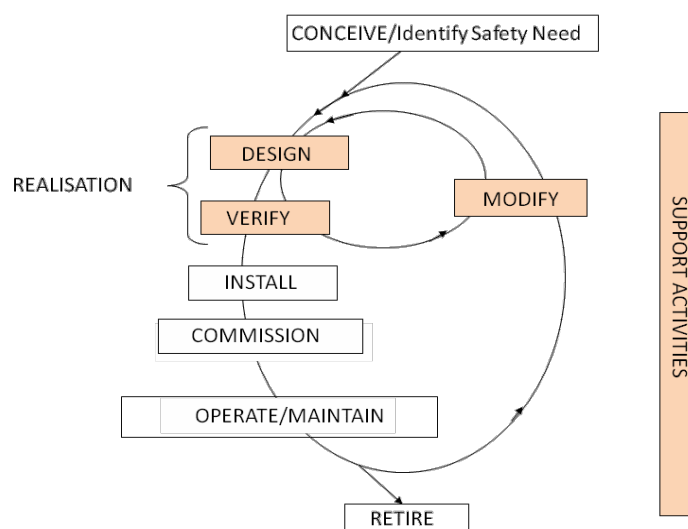 CONCEIVE/Identify Safety Need
DESIGN
REALISATION
MODIFY
VERIFY
INSTALL
COMMISSION
OPERATE/MAINTAIN
RETIRE
SUPPORT ACTIVITIES